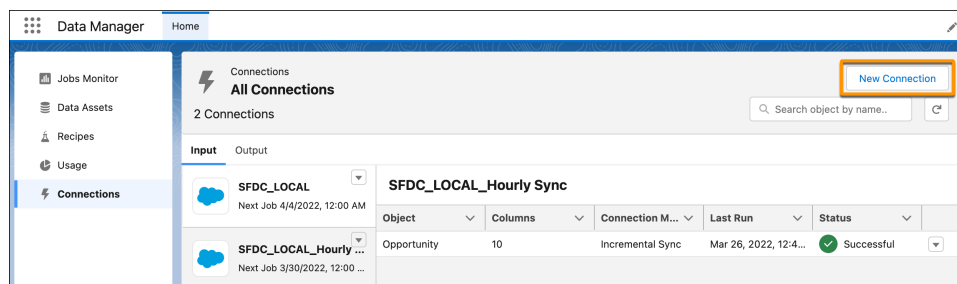 Data Manager
Home
Jobs Monitor
Data Assets
Recipes
Usage
Connections
Connections
All Connections
2 Connections
New Connection
Search object by name..
Input Output
SFDC_LOCAL
Next Job 4/4/2022, 12:00 AM
SFDC_LOCAL_Hourly ...
Next Job 3/30/2022, 12:00 ...
SFDC_LOCAL_Hourly Sync
Object Columns Connection M... Last Run Status
Opportunity 10 Incremental Sync Mar 26, 2022, 12:4... Successful